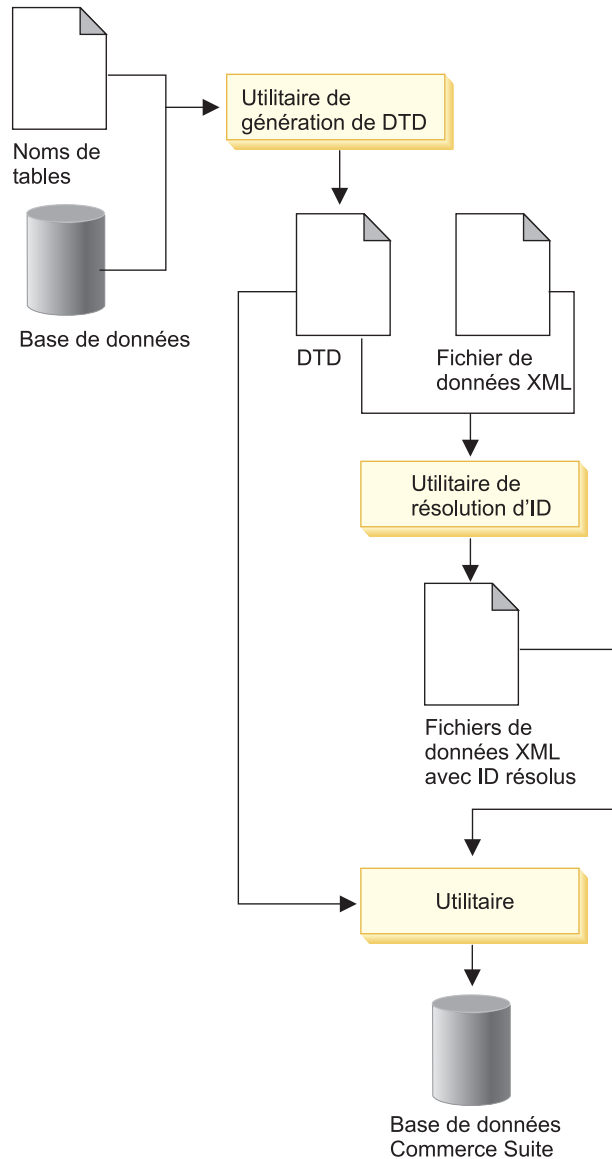 Utilitaire de
génération de DTD
Noms de
tables
Base de données
DTD
Fichier de
données XML
Utilitaire de
résolution d'ID
Fichiers de
données XML
avec ID résolus
Utilitaire
Base de données
Commerce Suite